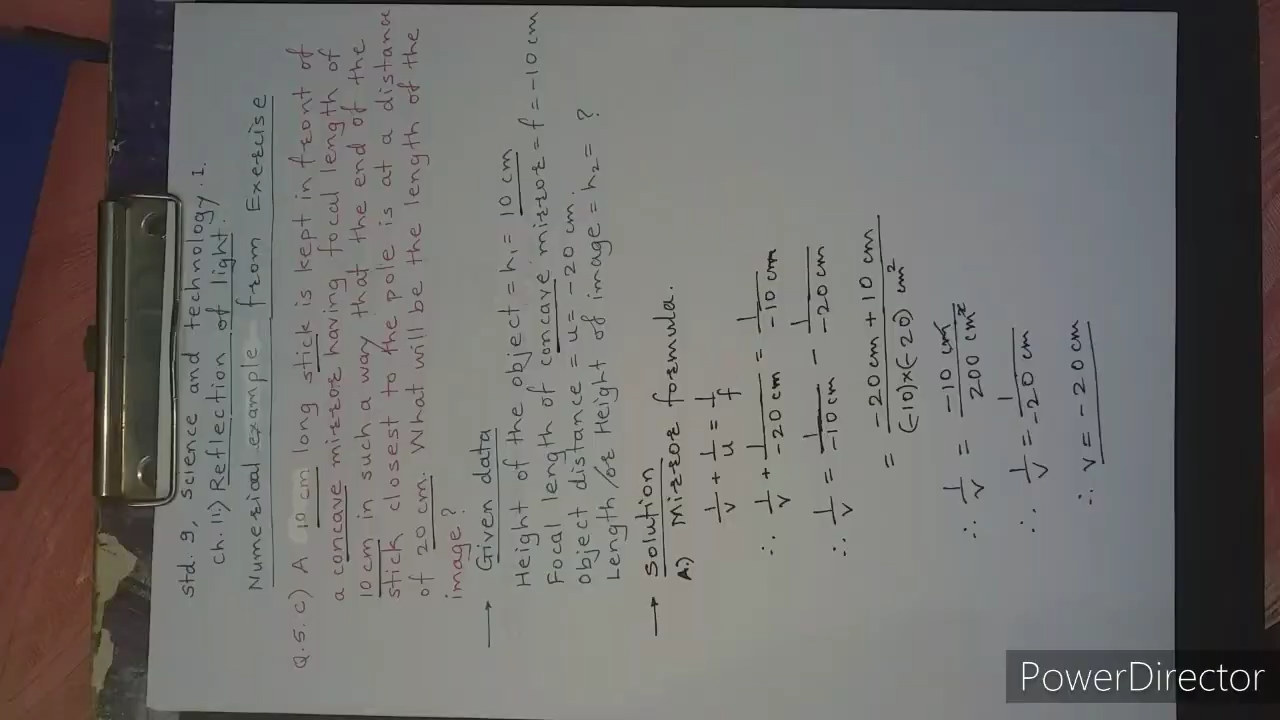 std. 9, science and technology. 1.
ch. 11.) Reflection of light.
Numerical example from Exercise
Q.5. C) A 10 cm long stick is kept in front of
a concave mirror having focal length of
10 cm in such a way that the end of the
stick closest to the pole is at a distance
of 20 cm. What will be the length of the
image?
→ Given data
Height of the object = h₁ = 10 cm
Focal length of concave mirror = f = -10 cm
object distance = u = -20 cm.
Length /or Height of image = h₂ = ?
→ Solution
A.) Mirror formula.
1/v + 1/u = 1/f
∴ 1/v + 1/-20 cm = 1/-10 cm
∴ 1/v = 1/-10 cm - 1/-20 cm
= -20 cm + 10 cm / (-10)x(-20) cm²
∴ 1/v = -10 cm / 200 cm²
∴ 1/v = 1/-20 cm
∴ v = -20 cm
PowerDirector